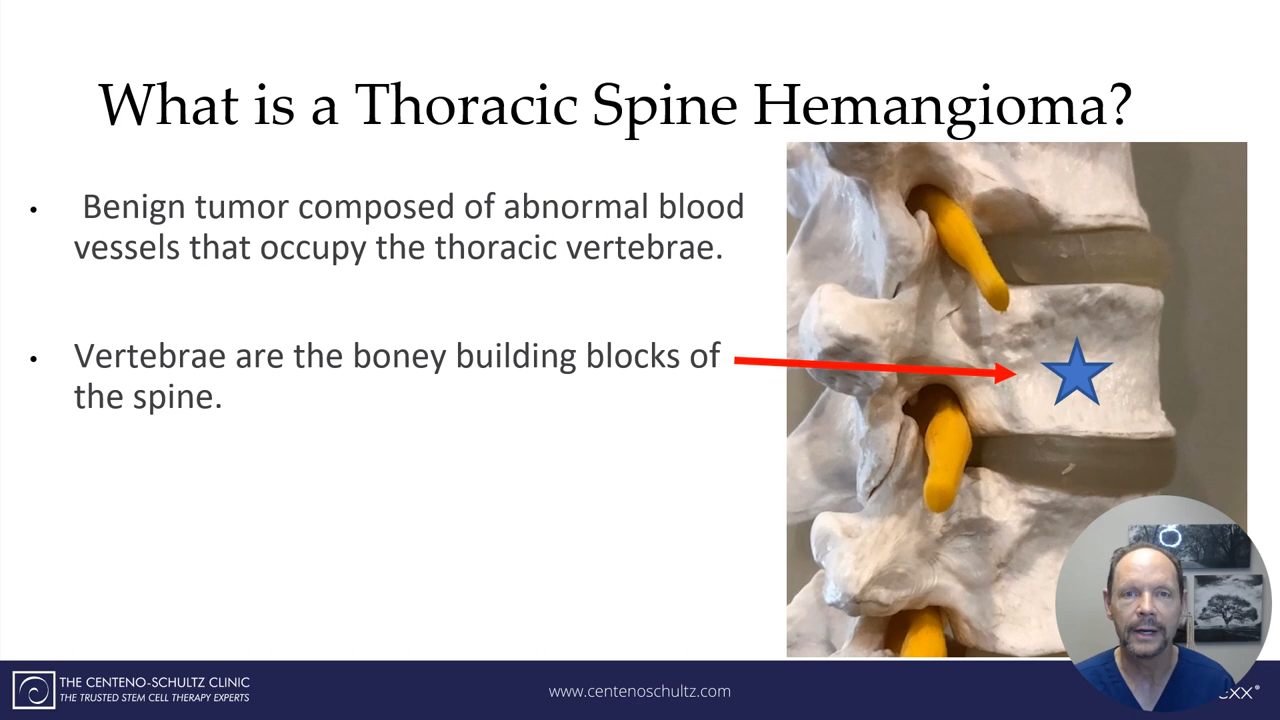 What is a Thoracic Spine Hemangioma?
• Benign tumor composed of abnormal blood
vessels that occupy the thoracic vertebrae.
• Vertebrae are the boney building blocks of
the spine.
THE CENTENO-SCHULTZ CLINIC
THE TRUSTED STEM CELL THERAPY EXPERTS
www.centenoschultz.com